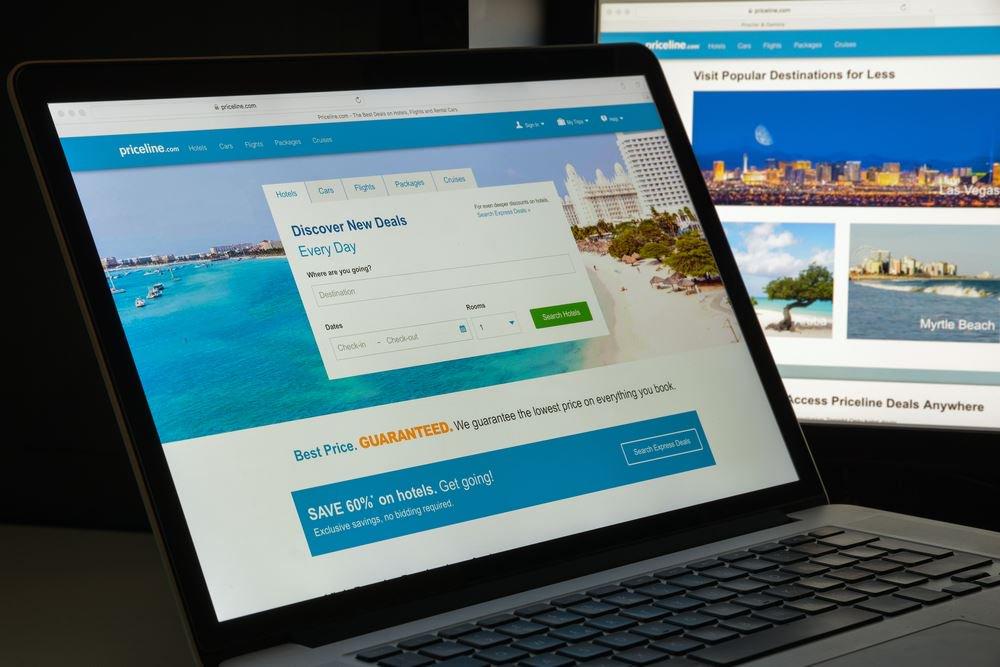 priceline.com
Priceline.com - The Best Deals on Hotels, Flights and Rental Cars
priceline.com Hotels Cars Flights Packages Cruises Sign In My Trips Help
Hotels Cars Flights Packages Cruises
Discover New Deals
Every Day
For even deeper discounts on hotels,
Search Express Deals »
Where are you going?
Destination
Dates
Rooms
Check-in - Check-out
1
Search Hotels
Best Price. GUARANTEED. We guarantee the lowest price on everything you book.
SAVE 60%* on hotels. Get going!
Exclusive savings, no bidding required.
Search Express Deals
priceline.com
priceline.com Hotels Cars Flights Packages Cruises
Visit Popular Destinations for Less
Las Vegas
Aruba
Myrtle Beach
Access Priceline Deals Anywhere